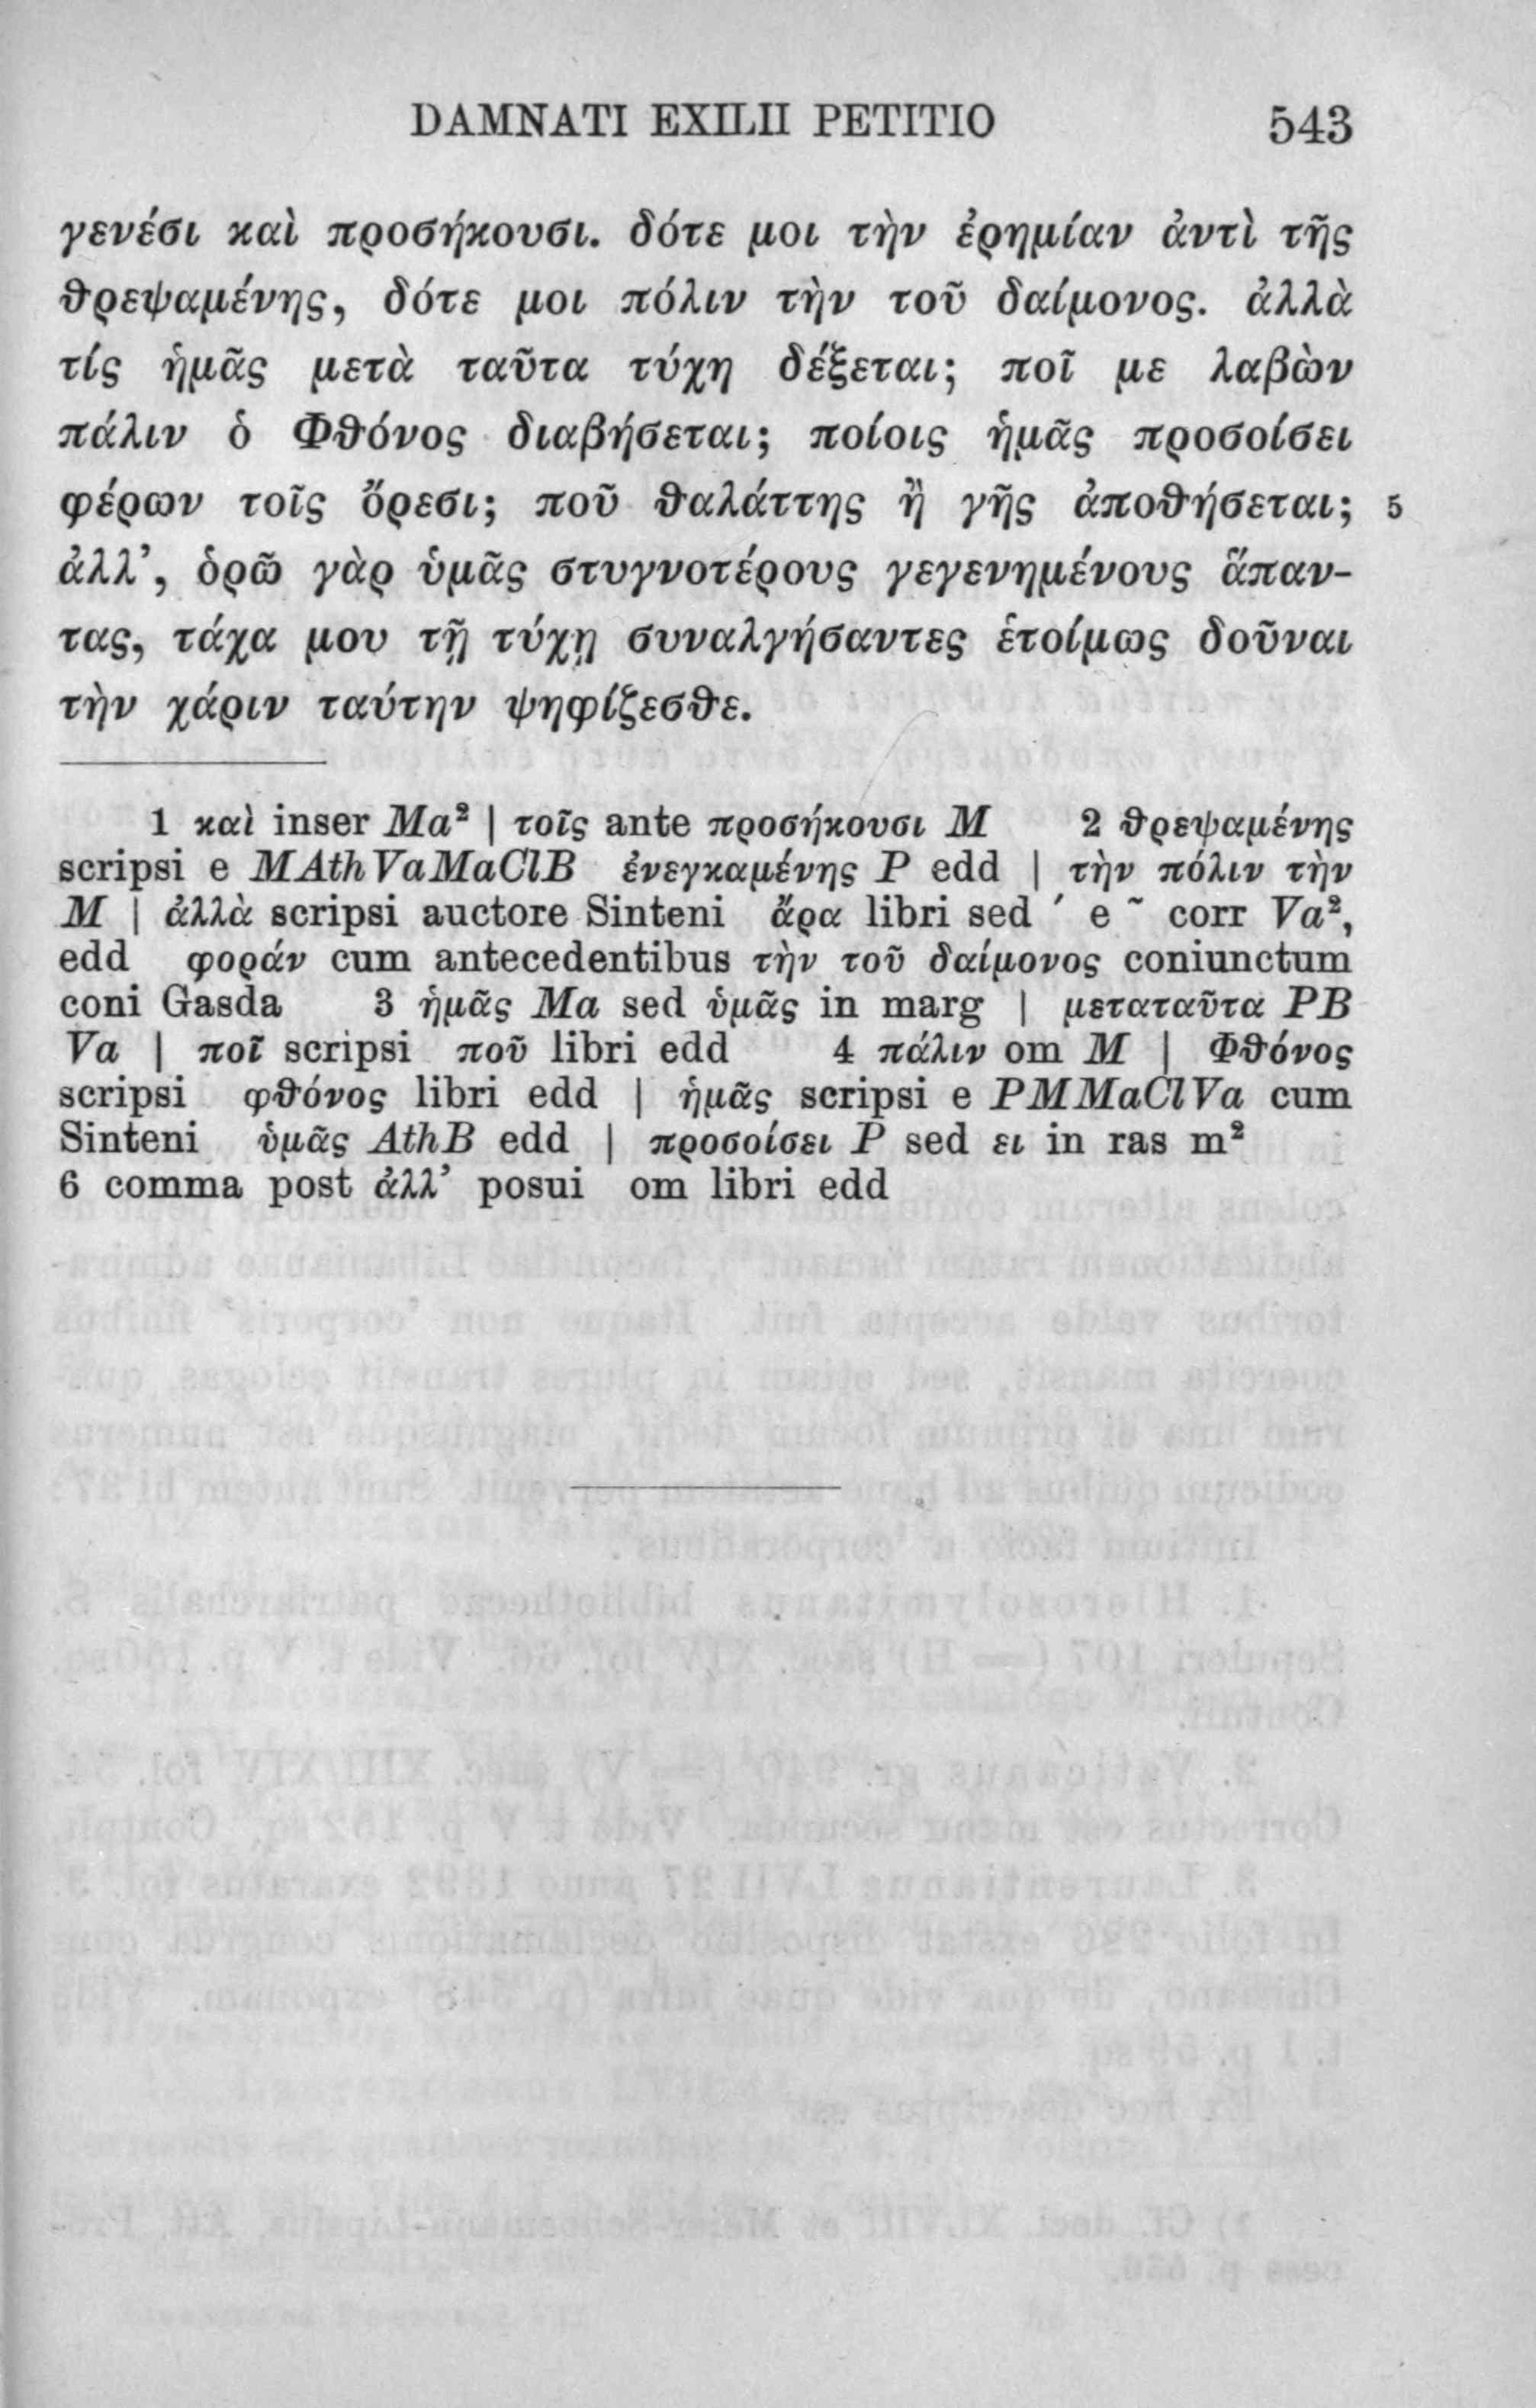 DAMNATI EXILII PETITIO 543
γενέσι καὶ προσήκουσι. δότε μοι τὴν ἐρημίαν ἀντὶ τῆς
θρεψαμένης, δότε μοι πόλιν τὴν τοῦ δαίμονος. ἀλλὰ
τίς ἡμᾶς μετὰ ταῦτα τύχη δέξεται; ποῖ με λαβὼν
πάλιν ὁ Φθόνος διαβήσεται; ποίοις ἡμᾶς προσοίσει
φέρων τοῖς ὄρεσι; ποῦ θαλάττης ἢ γῆς ἀποθήσεται; 5
ἀλλ’, ὁρῶ γὰρ ὑμᾶς στυγνοτέρους γεγενημένους ἅπαν-
τας, τάχα μου τῇ τύχῃ συναλγήσαντες ἑτοίμως δοῦναι
τὴν χάριν ταύτην ψηφίζεσθε.
1 καὶ inser Ma² | τοῖς ante προσήκουσι M 2 θρεψαμένης
scripsi e MAthVaMaClB ἐνεγκαμένης P edd | τὴν πόλιν τὴν
M | ἀλλὰ scripsi auctore Sinteni ἄρα libri sed ´ e ῀ corr Va²,
edd φοράν cum antecedentibus τὴν τοῦ δαίμονος coniunctum
coni Gasda 3 ἡμᾶς Ma sed ὑμᾶς in marg | μεταταῦτα PB
Va | ποῖ scripsi ποῦ libri edd 4 πάλιν om M | Φθόνος
scripsi φθόνος libri edd | ἡμᾶς scripsi e PMMaClVa cum
Sinteni ὑμᾶς AthB edd | προσοίσει P sed ει in ras m²
6 comma post ἀλλ’ posui om libri edd